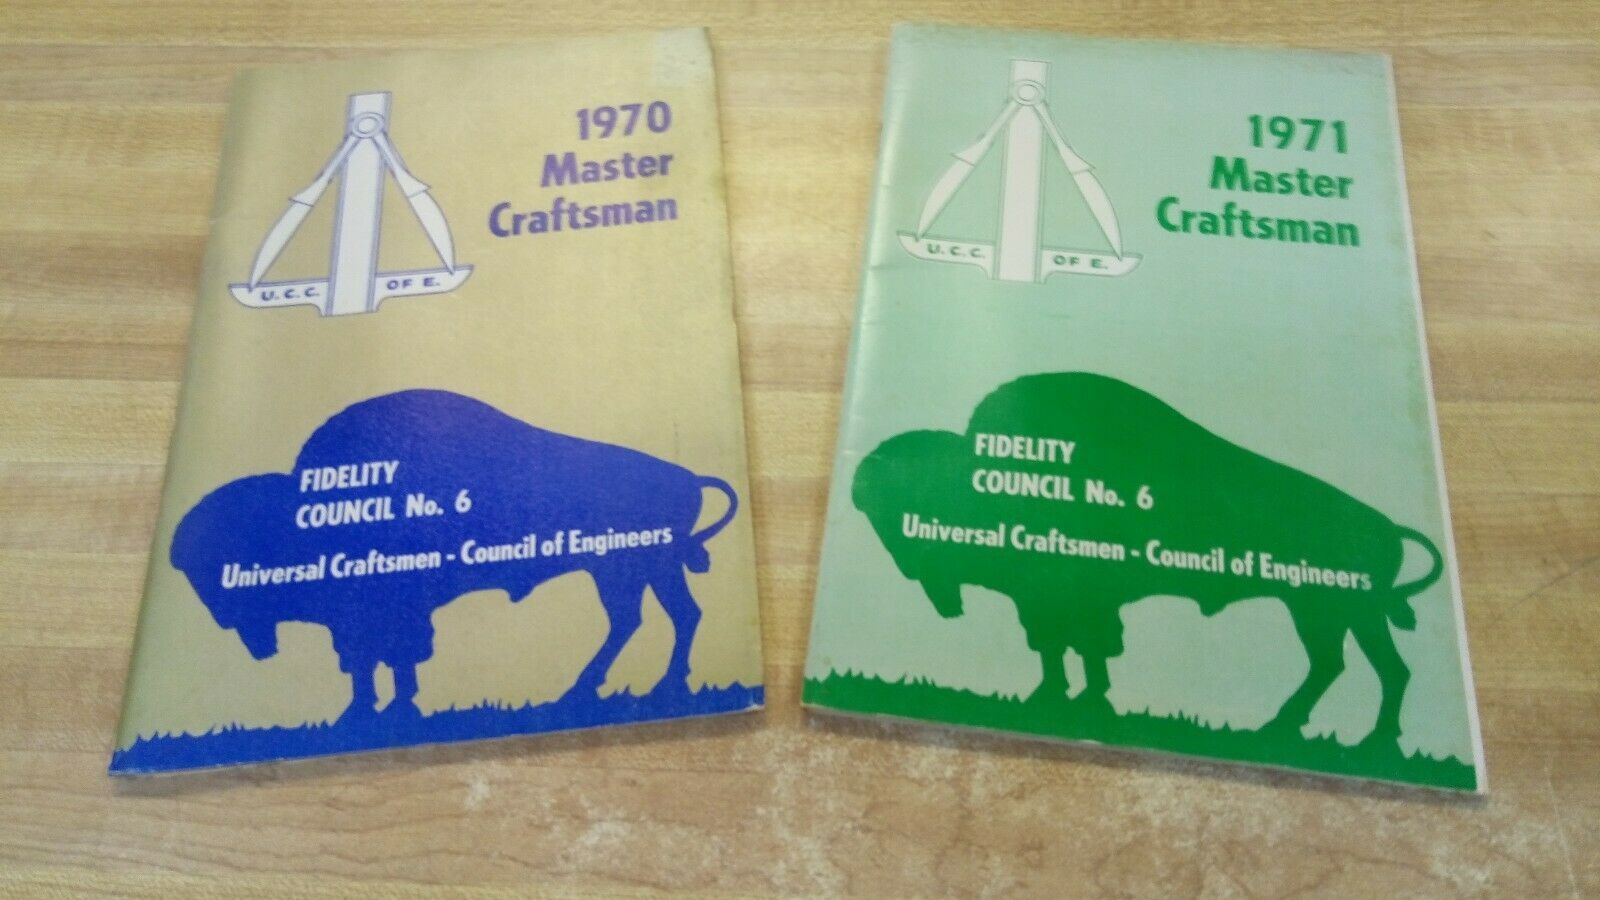 1970
Master
Craftsman
U.C.C. OF E.
FIDELITY
COUNCIL No. 6
Universal Craftsmen - Council of Engineers
1971
Master
Craftsman
U.C.C. OF E.
FIDELITY
COUNCIL No. 6
Universal Craftsmen - Council of Engineers